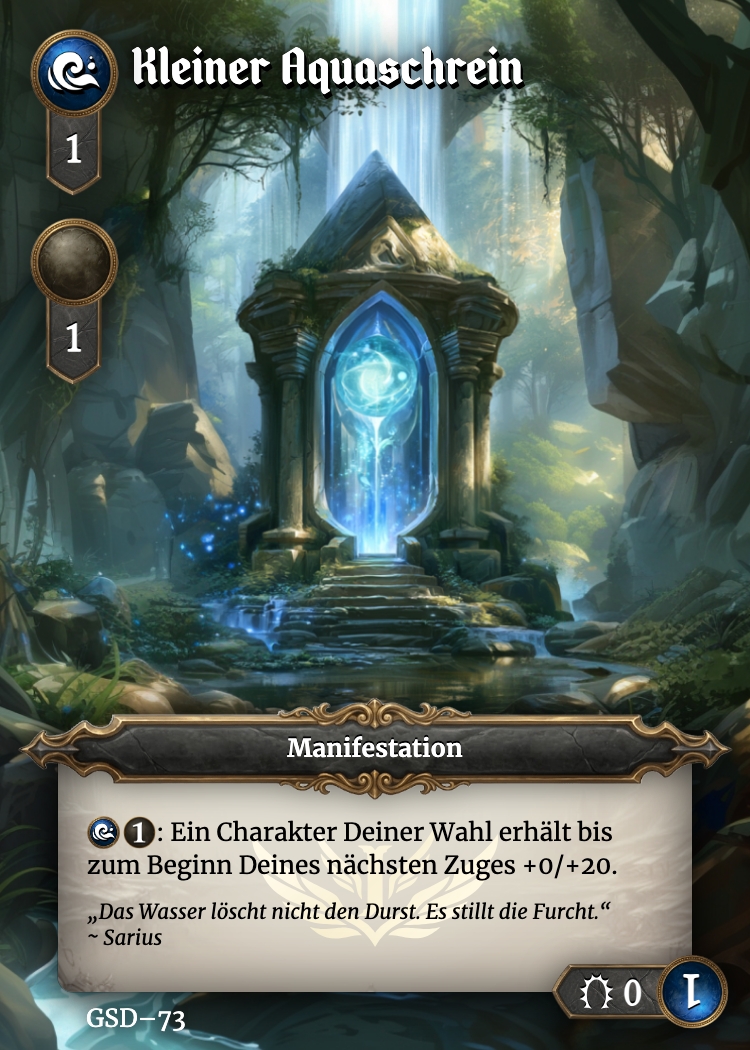 Kleiner Aquaschrein
1
1
Manifestation
1: Ein Charakter Deiner Wahl erhält bis
zum Beginn Deines nächsten Zuges +0/+20.
„Das Wasser löscht nicht den Durst. Es stillt die Furcht.“
~ Sarius
0
1
GSD–73